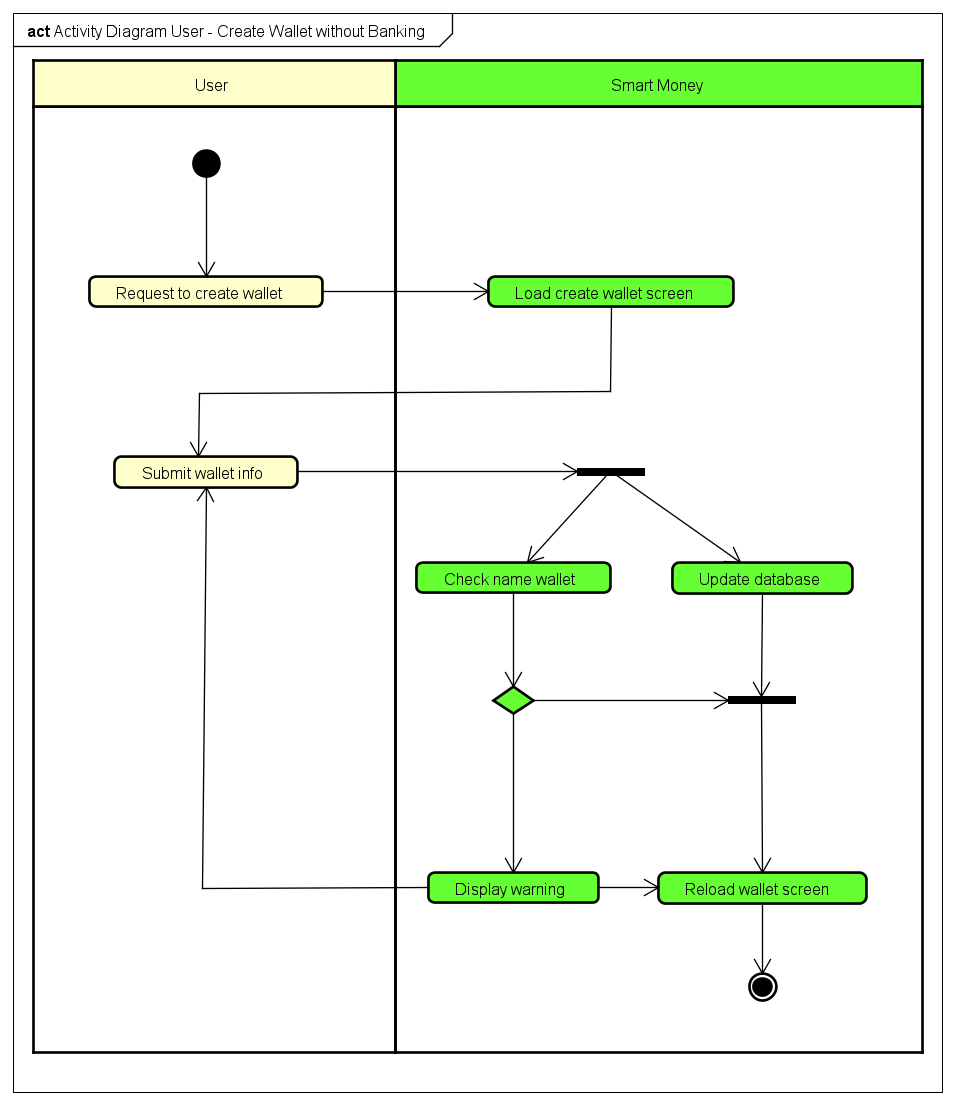 act Activity Diagram User - Create Wallet without Banking
User
Smart Money
Request to create wallet
Load create wallet screen
Submit wallet info
Check name wallet
Update database
Display warning
Reload wallet screen